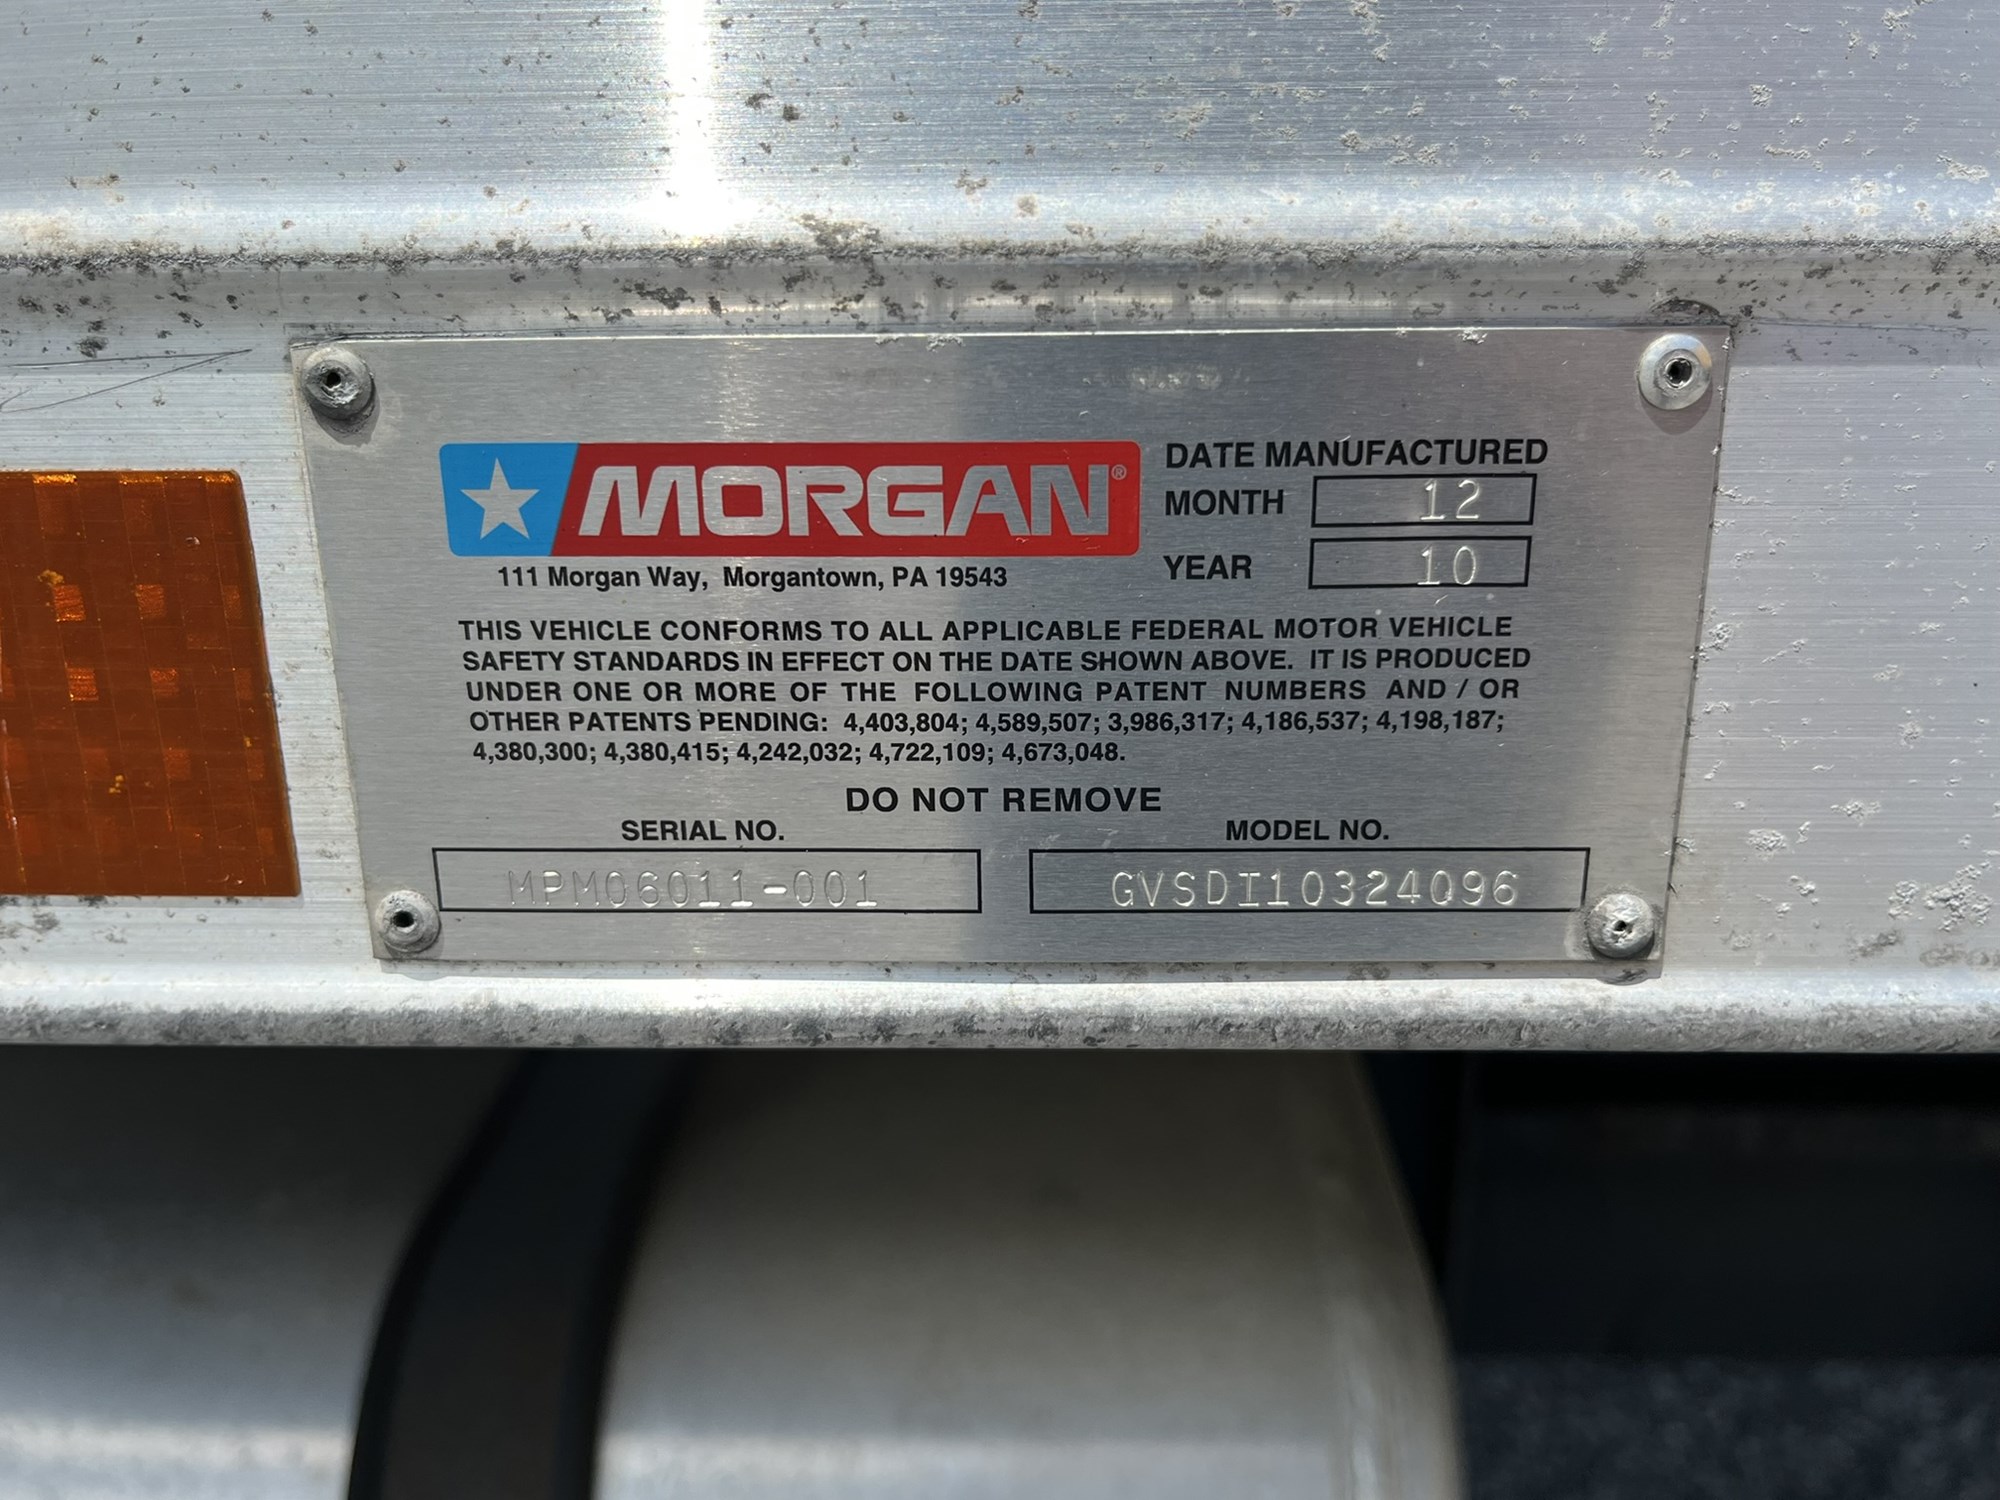 MORGAN®
111 Morgan Way, Morgantown, PA 19543
DATE MANUFACTURED
MONTH 12
YEAR 10
THIS VEHICLE CONFORMS TO ALL APPLICABLE FEDERAL MOTOR VEHICLE
SAFETY STANDARDS IN EFFECT ON THE DATE SHOWN ABOVE. IT IS PRODUCED
UNDER ONE OR MORE OF THE FOLLOWING PATENT NUMBERS AND / OR
OTHER PATENTS PENDING: 4,403,804; 4,589,507; 3,986,317; 4,186,537; 4,198,187;
4,380,300; 4,380,415; 4,242,032; 4,722,109; 4,673,048.
DO NOT REMOVE
SERIAL NO. MODEL NO.
MPM06011-001 GVSDI10324096